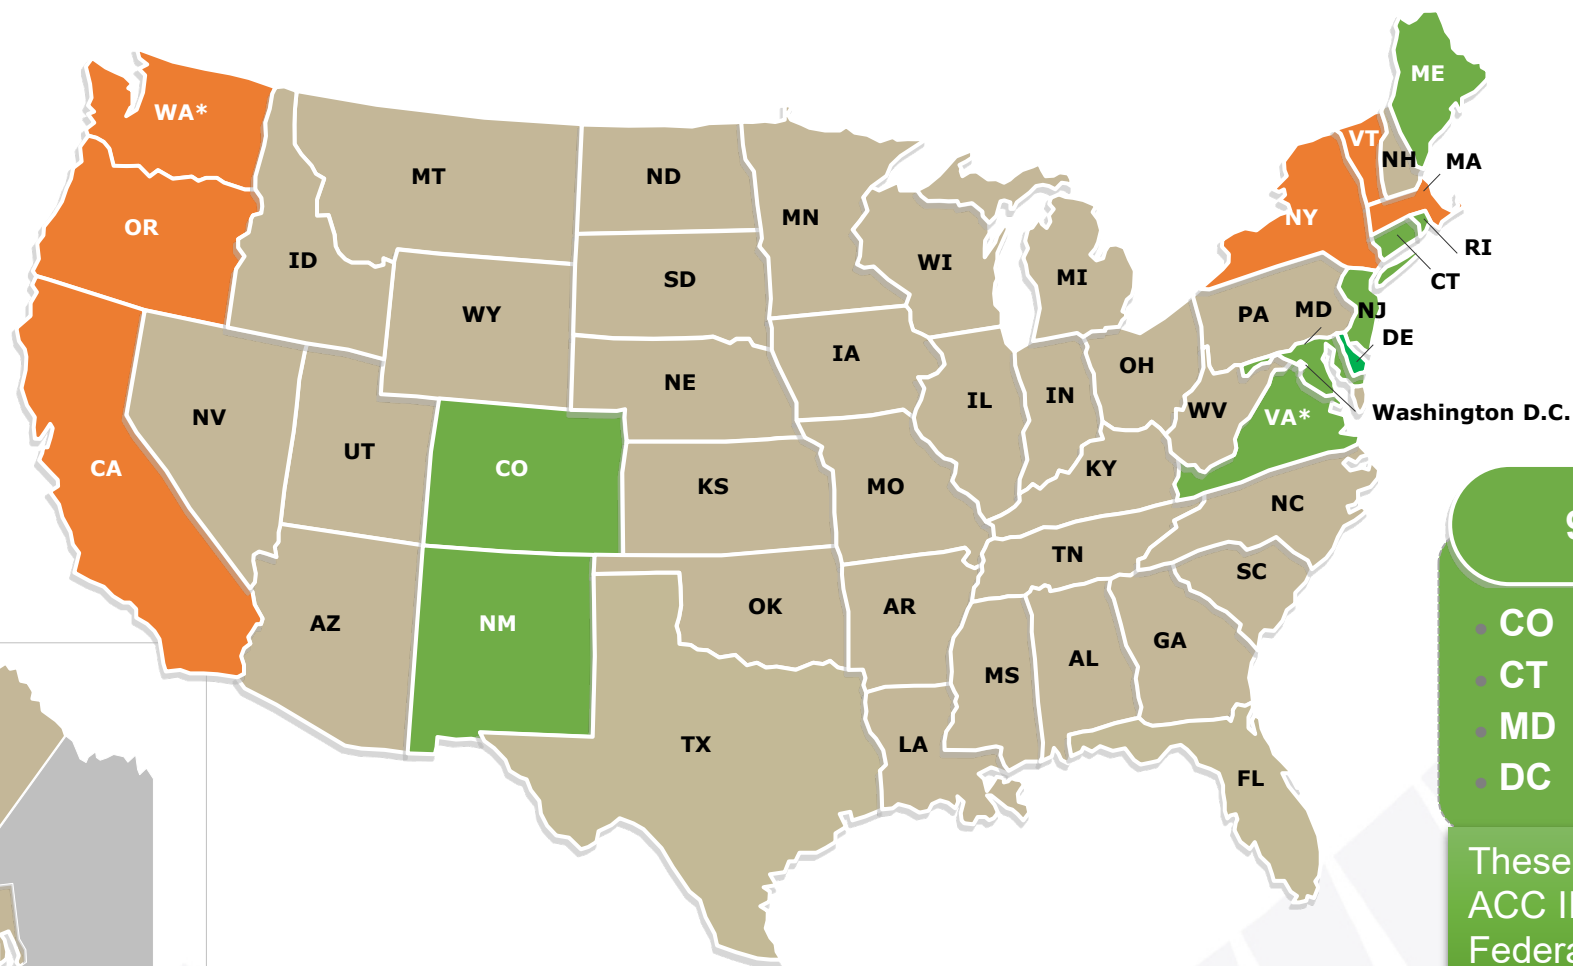 ME
WA*
VT
NH
MA
MT
ND
MN
NY
OR
RI
ID
WI
MI
CT
SD
WY
PA
MD
NJ
DE
IA
OH
NE
IL
IN
WV
Washington D.C.
NV
VA*
UT
CA
CO
KS
MO
KY
NC
TN
SC
AZ
NM
OK
AR
GA
MS
AL
TX
LA
FL
CO
CT
MD
DC
These
ACC
Federa